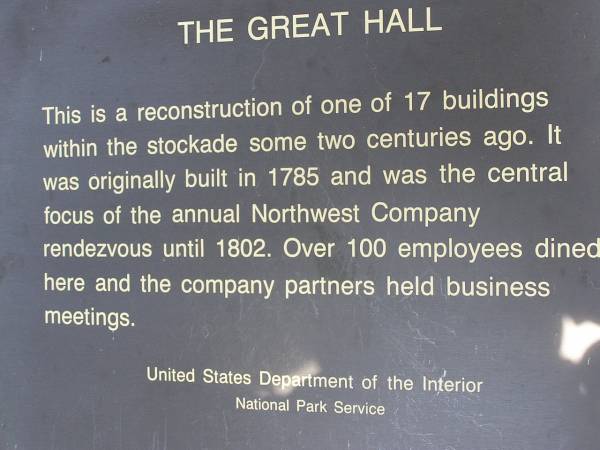 THE GREAT HALL
This is a reconstruction of one of 17 buildings
within the stockade some two centuries ago. It
was originally built in 1785 and was the central
focus of the annual Northwest Company
rendezvous until 1802. Over 100 employees dined
here and the company partners held business
meetings.
United States Department of the Interior
National Park Service